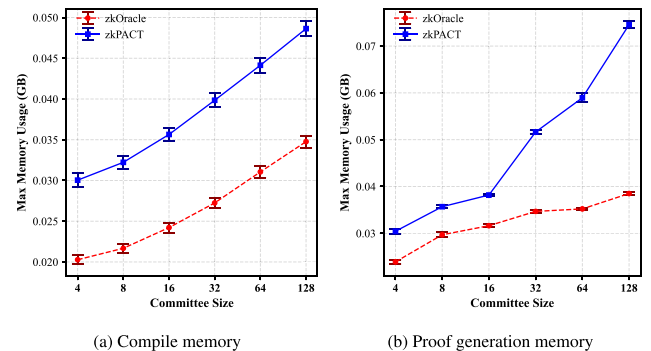 zkOracle
zkPACT
0.050
0.045
0.040
0.035
0.030
0.025
0.020
Max Memory Usage (GB)
4 8 16 32 64 128
Committee Size
(a) Compile memory
zkOracle
zkPACT
0.07
0.06
0.05
0.04
0.03
Max Memory Usage (GB)
4 8 16 32 64 128
Committee Size
(b) Proof generation memory